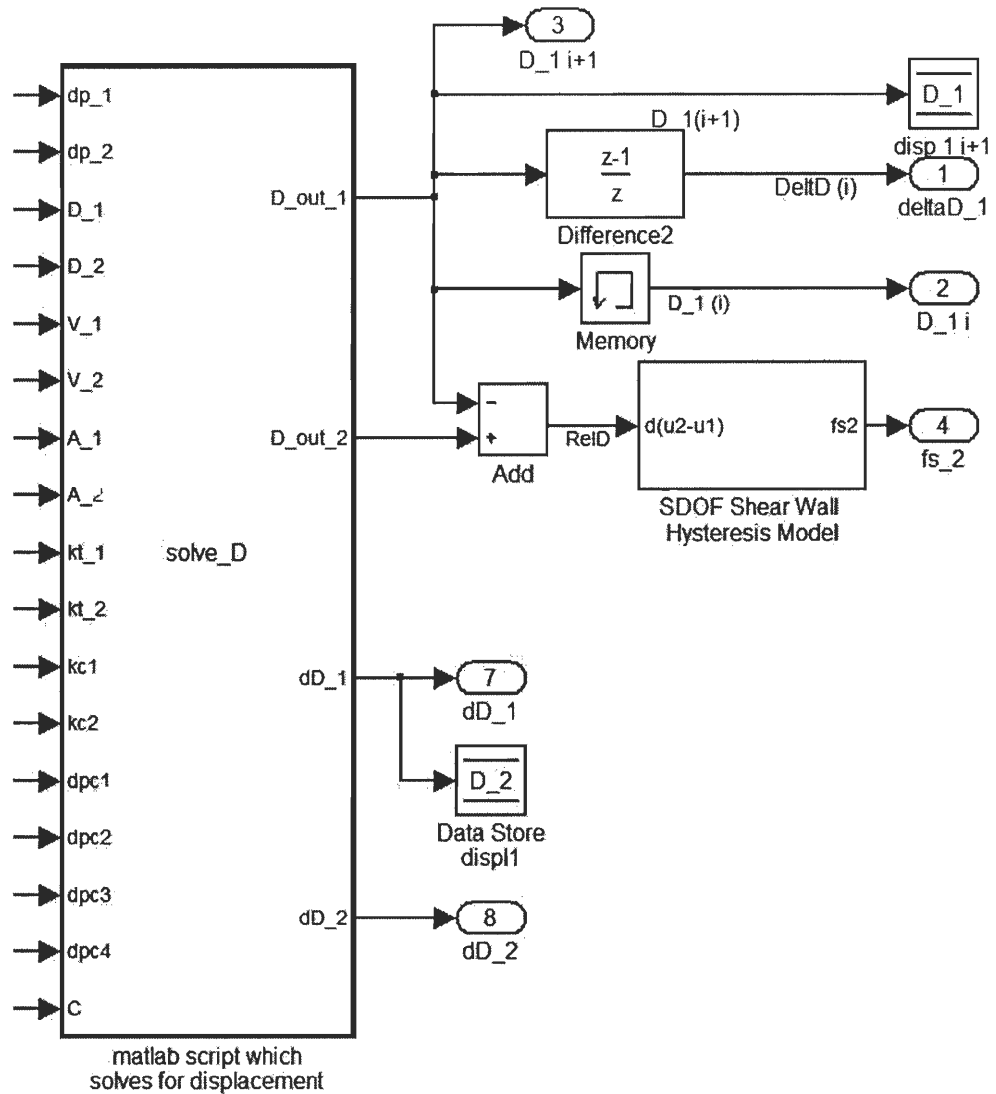 3
D_1 i+1
D_1
disp 1 i+1
D_1(i+1)
z-1
z
Difference2
DeltD (i)
1
deltaD_1
Memory
D_1 (i)
2
D_1 i
dp_1
dp_2
D_1
D_2
V_1
V_2
A_1
A_2
kt_1
kt_2
kc1
kc2
dpc1
dpc2
dpc3
dpc4
C
solve_D
D_out_1
D_out_2
dD_1
dD_2
matlab script which
solves for displacement
−
+
Add
RelD
d(u2-u1)
fs2
SDOF Shear Wall
Hysteresis Model
4
fs_2
7
dD_1
D_2
Data Store
displ1
8
dD_2